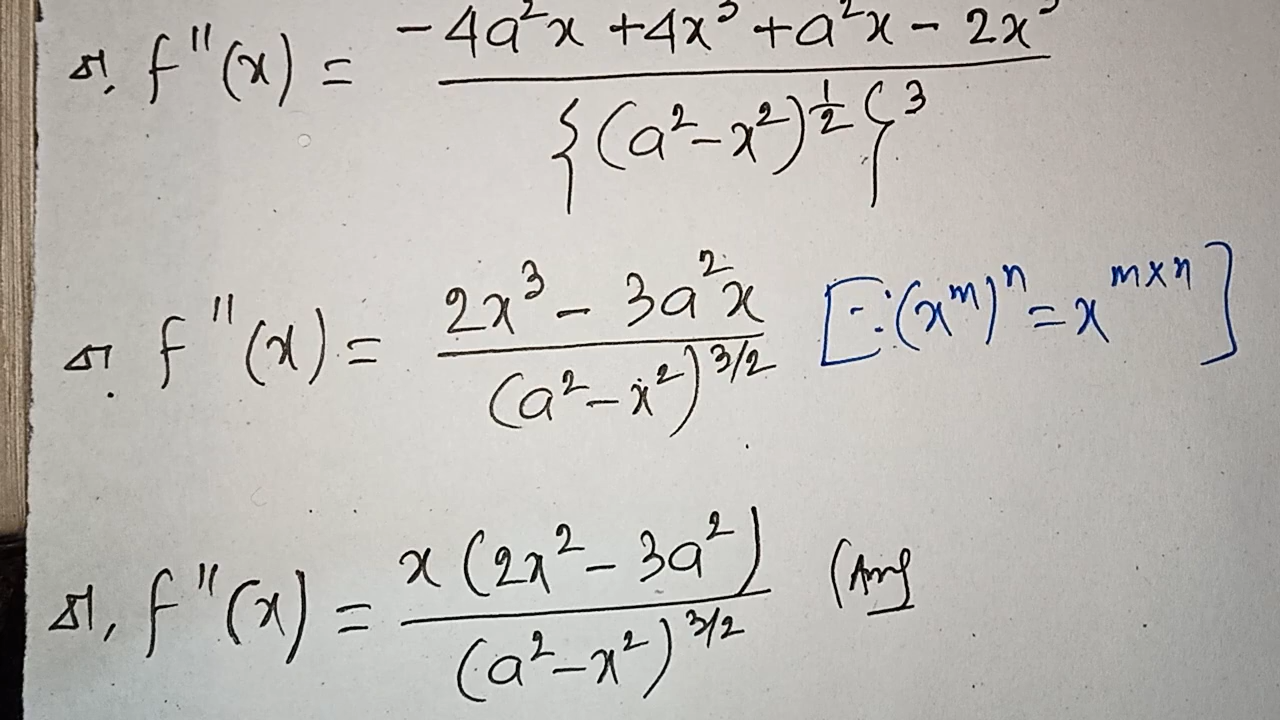 বা, f''(x) = (-4a²x + 4x³ + a²x - 2x³) / {(a²-x²)^(1/2)}³
বা, f''(x) = (2x³ - 3a²x) / (a²-x²)^(3/2) [∵ (x^m)^n = x^(m×n)]
বা, f''(x) = x(2x² - 3a²) / (a²-x²)^(3/2) (Ans